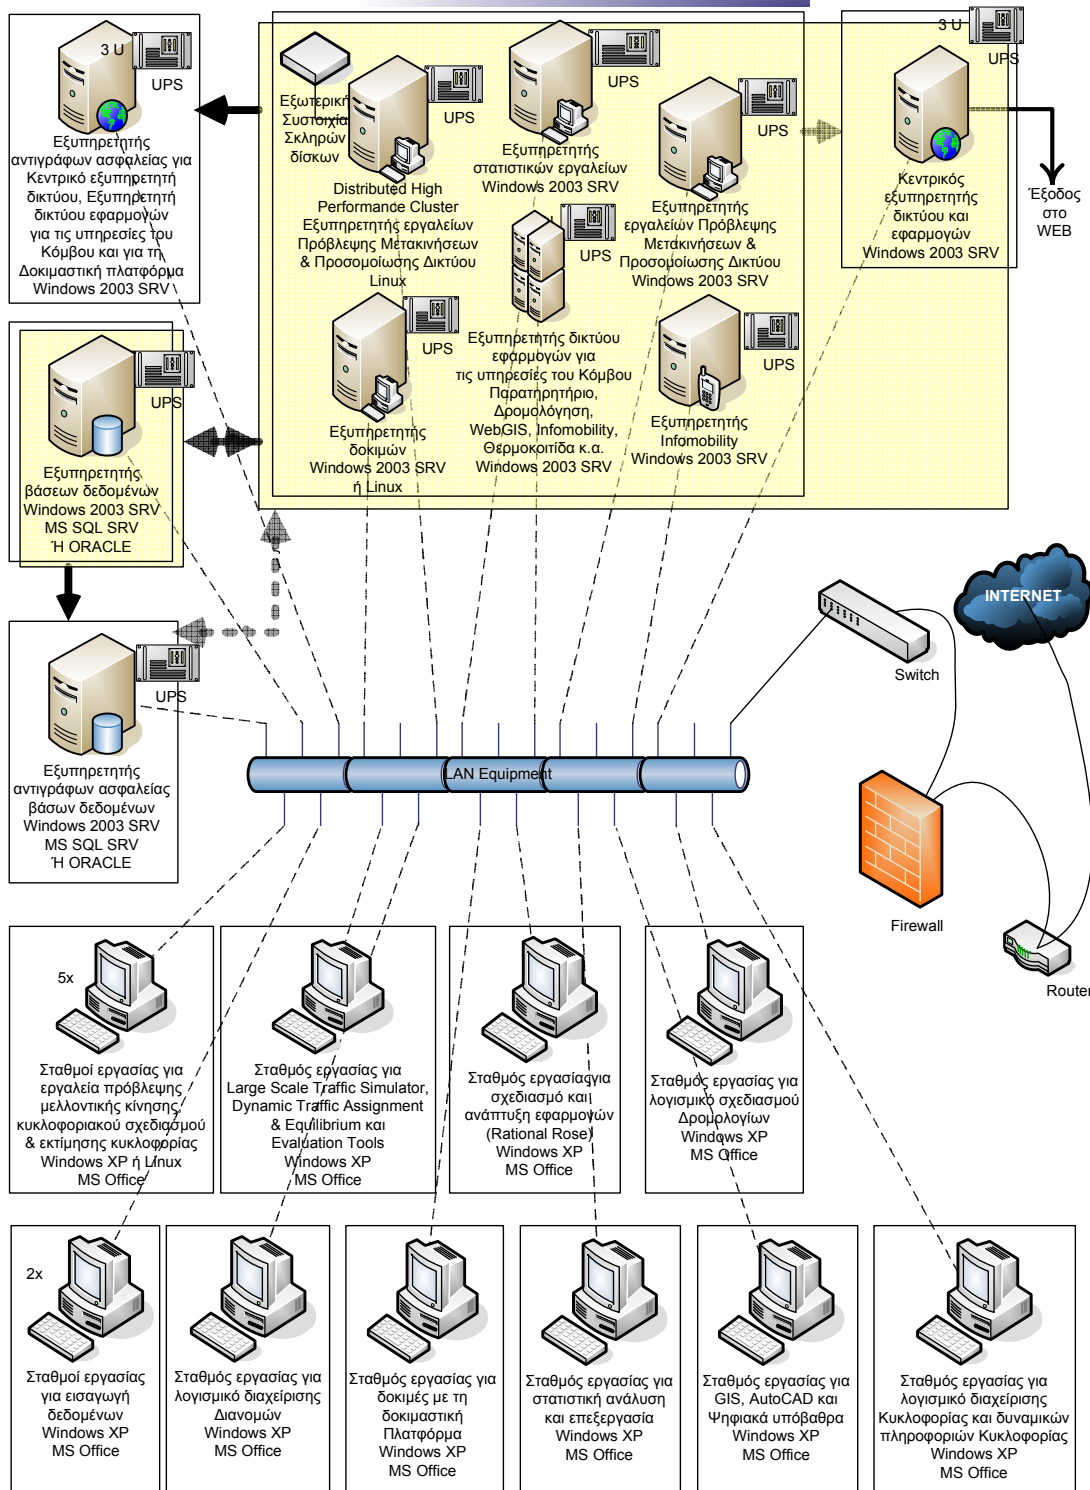 3 U
UPS
Εξυπηρετητής
αντιγράφων ασφαλείας για
Κεντρικό εξυπηρετητή
δικτύου, Εξυπηρετητή
δικτύου εφαρμογών
για τις υπηρεσίες του
Κόμβου και για τη
Δοκιμαστική πλατφόρμα
Windows 2003 SRV
Εξωτερική
Συστοιχία
Σκληρών
δίσκων
UPS
Distributed High
Performance Cluster
Εξυπηρετητής εργαλείων
Πρόβλεψης Μετακινήσεων
& Προσομοίωσης Δικτύου
Linux
UPS
Εξυπηρετητής
στατιστικών εργαλείων
Windows 2003 SRV
UPS
Εξυπηρετητής
εργαλείων Πρόβλεψης
Μετακινήσεων &
Προσομοίωσης Δικτύου
Windows 2003 SRV
3 U
UPS
Κεντρικός
εξυπηρετητής
δικτύου και
εφαρμογών
Windows 2003 SRV
Έξοδος
στο
WEB
UPS
Εξυπηρετητής
βάσεων δεδομένων
Windows 2003 SRV
MS SQL SRV
Ή ORACLE
UPS
Εξυπηρετητής
δοκιμών
Windows 2003 SRV
ή Linux
UPS
Εξυπηρετητής δικτύου
εφαρμογών για
τις υπηρεσίες του Κόμβου
Παρατηρητήριο,
Δρομολόγηση,
WebGIS, Infomobility,
Θερμοκοιτίδα κ.α.
Windows 2003 SRV
UPS
Εξυπηρετητής
Infomobility
Windows 2003 SRV
UPS
Εξυπηρετητής
αντιγράφων ασφαλείας
βάσων δεδομένων
Windows 2003 SRV
MS SQL SRV
Ή ORACLE
INTERNET
Switch
LAN Equipment
Firewall
Router
5x
Σταθμοί εργασίας για
εργαλεία πρόβλεψης
μελλοντικής κίνησης,
κυκλοφοριακού σχεδιασμού
& εκτίμησης κυκλοφορίας
Windows XP ή Linux
MS Office
Σταθμός εργασίας για
Large Scale Traffic Simulator,
Dynamic Traffic Assignment
& Equilibrium και
Evaluation Tools
Windows XP
MS Office
Σταθμός εργασίας για
σχεδιασμό και
ανάπτυξη εφαρμογών
(Rational Rose)
Windows XP
MS Office
Σταθμός εργασίας για
λογισμικό σχεδιασμού
Δρομολογίων
Windows XP
MS Office
2x
Σταθμοί εργασίας
για εισαγωγή
δεδομένων
Windows XP
MS Office
Σταθμός εργασίας για
λογισμικό διαχείρισης
Διανομών
Windows XP
MS Office
Σταθμός εργασίας για
δοκιμές με τη
δοκιμαστική
Πλατφόρμα
Windows XP
MS Office
Σταθμός εργασίας για
στατιστική ανάλυση
και επεξεργασία
Windows XP
MS Office
Σταθμός εργασίας για
GIS, AutoCAD και
Ψηφιακά υπόβαθρα
Windows XP
MS Office
Σταθμός εργασίας για
λογισμικό διαχείρισης
Κυκλοφορίας και δυναμικών
πληροφοριών Κυκλοφορίας
Windows XP
MS Office